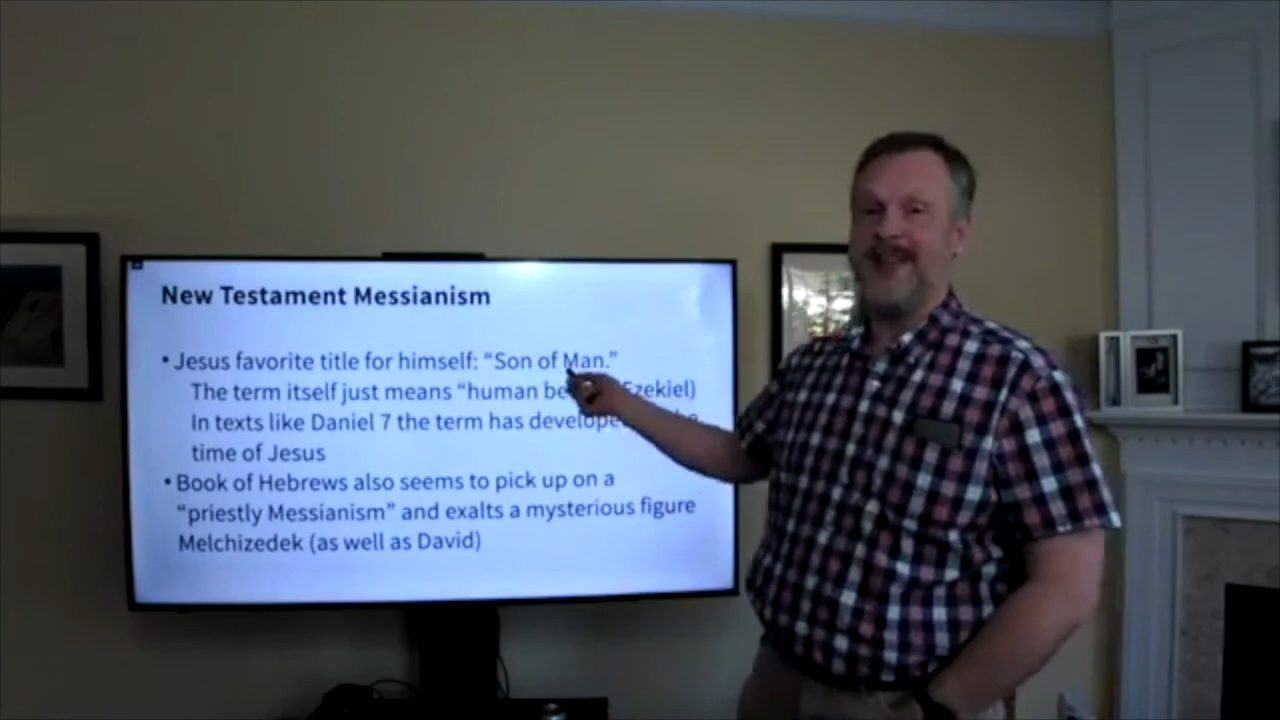 New Testament Messianism
• Jesus favorite title for himself: “Son of Man.”
The term itself just means “human Ezekiel)
In texts like Daniel 7 the term has
time of Jesus
• Book of Hebrews also seems to pick up on a
“priestly Messianism” and exalts a mysterious figure
Melchizedek (as well as David)